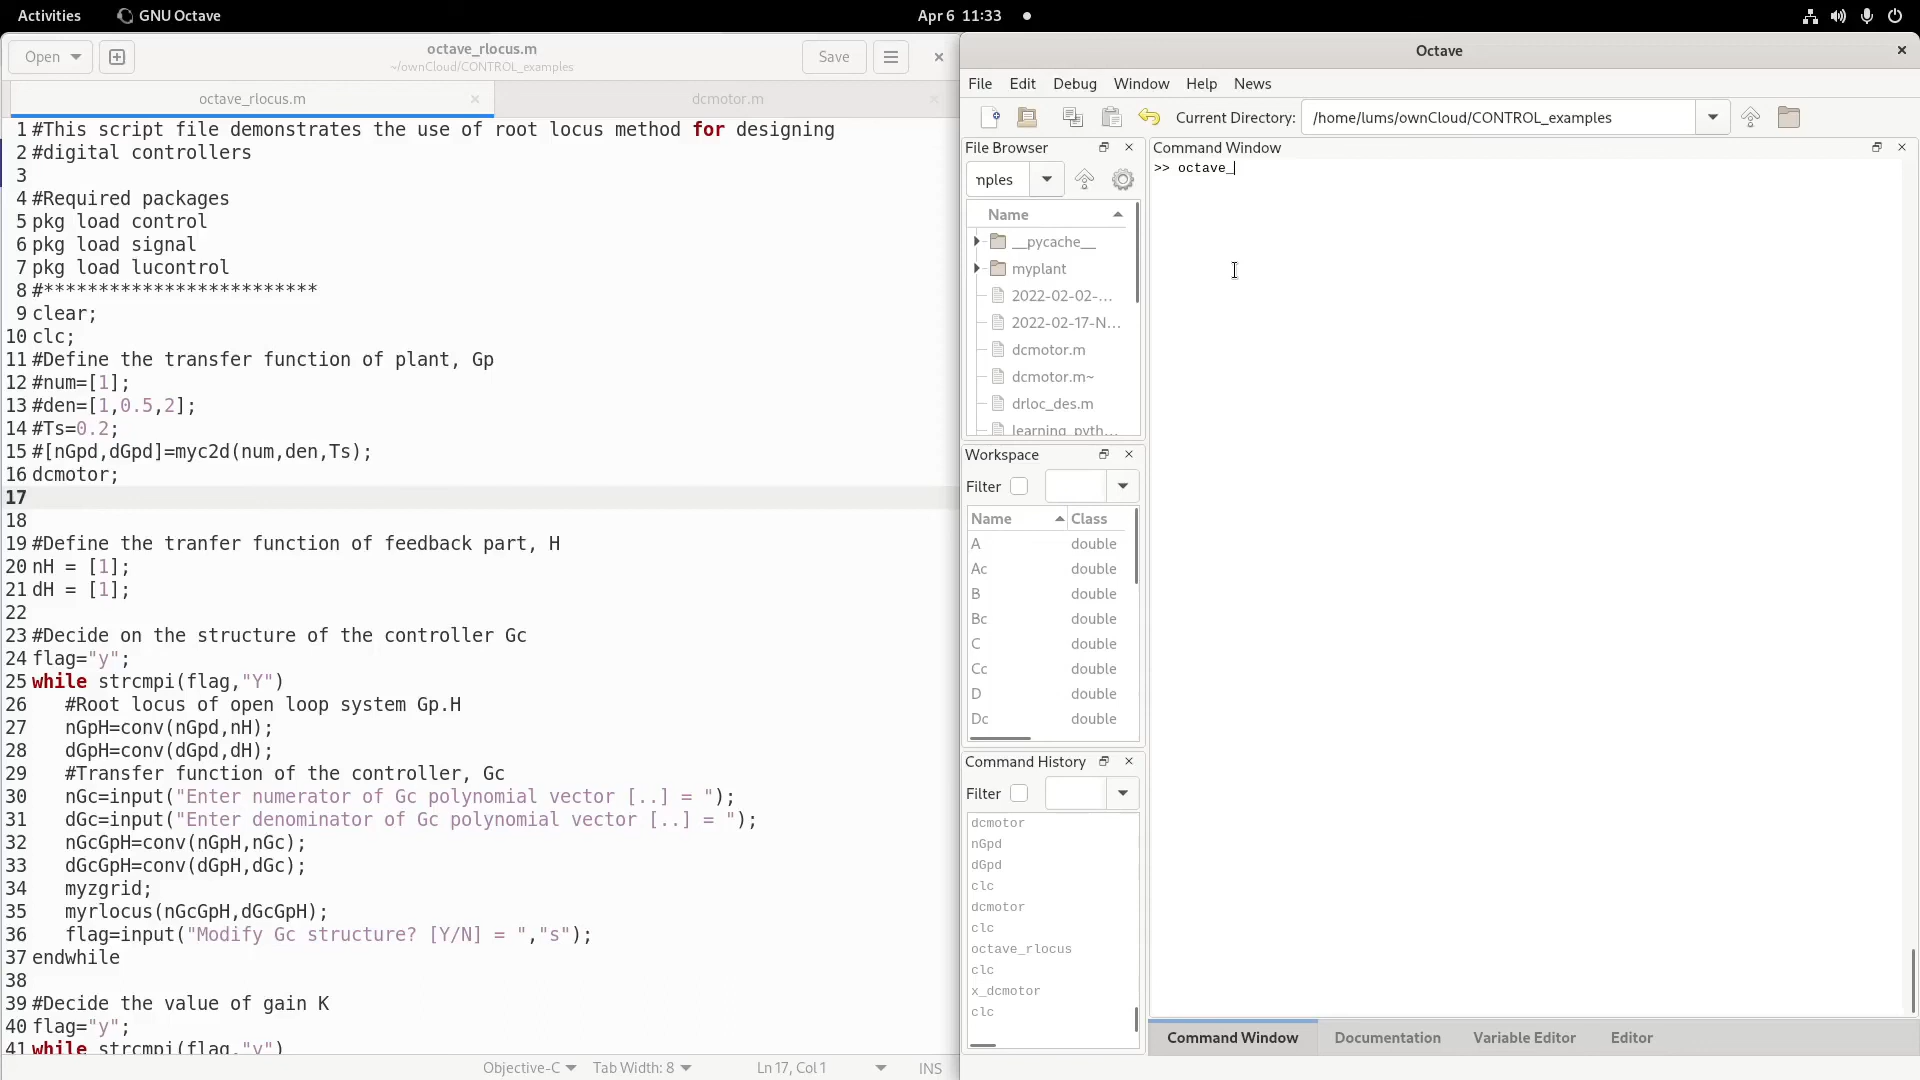 Activities
GNU Octave
Apr 6 11:33
Open
octave_rlocus.m
~/ownCloud/CONTROL_examples
Save
octave_rlocus.m
dcmotor.m
1 #This script file demonstrates the use of root locus method for designing
2 #digital controllers
3
4 #Required packages
5 pkg load control
6 pkg load signal
7 pkg load lucontrol
8 #*************************
9 clear;
10 clc;
11 #Define the transfer function of plant, Gp
12 #num=[1];
13 #den=[1,0.5,2];
14 #Ts=0.2;
15 #[nGpd,dGpd]=myc2d(num,den,Ts);
16 dcmotor;
17
18
19 #Define the tranfer function of feedback part, H
20 nH = [1];
21 dH = [1];
22
23 #Decide on the structure of the controller Gc
24 flag="y";
25 while strcmpi(flag,"Y")
26 #Root locus of open loop system Gp.H
27 nGpH=conv(nGpd,nH);
28 dGpH=conv(dGpd,dH);
29 #Transfer function of the controller, Gc
30 nGc=input("Enter numerator of Gc polynomial vector [..] = ");
31 dGc=input("Enter denominator of Gc polynomial vector [..] = ");
32 nGcGpH=conv(nGpH,nGc);
33 dGcGpH=conv(dGpH,dGc);
34 myzgrid;
35 myrlocus(nGcGpH,dGcGpH);
36 flag=input("Modify Gc structure? [Y/N] = ","s");
37 endwhile
38
39 #Decide the value of gain K
40 flag="y";
41 while strcmpi(flag,"y")
Objective-C
Tab Width: 8
Ln 17, Col 1
INS
Octave
File Edit Debug Window Help News
Current Directory:
/home/lums/ownCloud/CONTROL_examples
File Browser
mples
Name
__pycache__
myplant
2022-02-02-...
2022-02-17-N...
dcmotor.m
dcmotor.m~
drloc_des.m
learning_pyth...
Workspace
Filter
Name Class
A double
Ac double
B double
Bc double
C double
Cc double
D double
Dc double
Command History
Filter
dcmotor
nGpd
dGpd
clc
dcmotor
clc
octave_rlocus
clc
x_dcmotor
clc
Command Window
>> octave_
Command Window
Documentation
Variable Editor
Editor